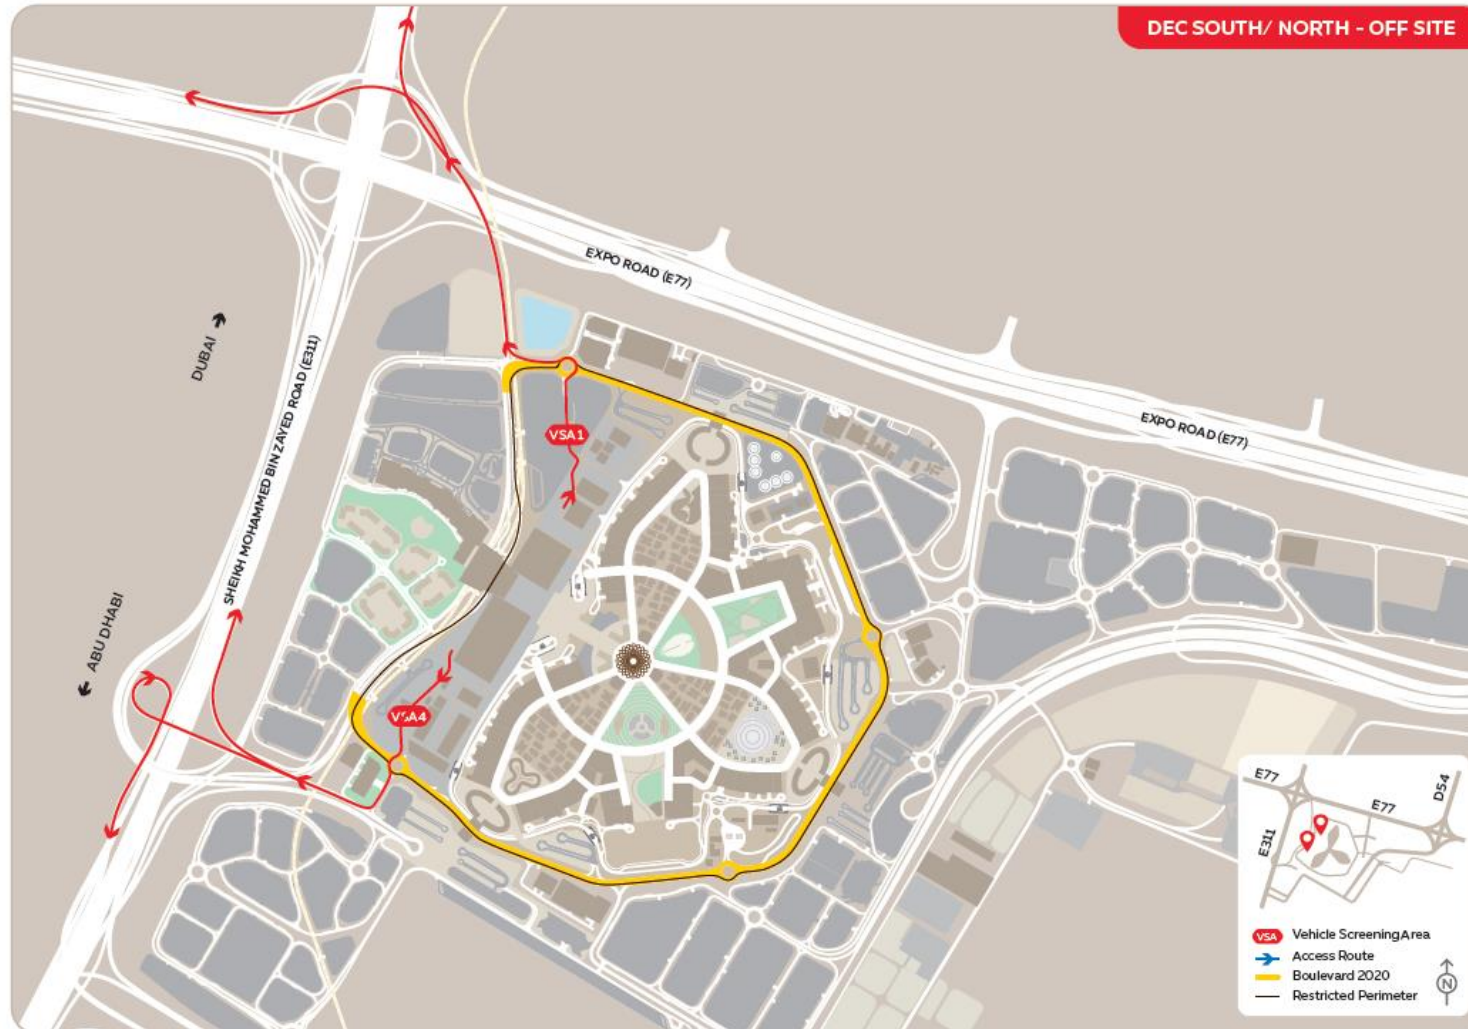 DEC SOUTH/ NORTH - OFF SITE
EXPO ROAD (E77)
DUBAI
SHEIKH MOHAMMED BIN ZAYED ROAD (E311)
EXPO ROAD (E77)
VSA1
ABU DHABI
VSA4
E77
E77
D54
E311
VSA Vehicle Screening Area
Access Route
Boulevard 2020
Restricted Perimeter
N